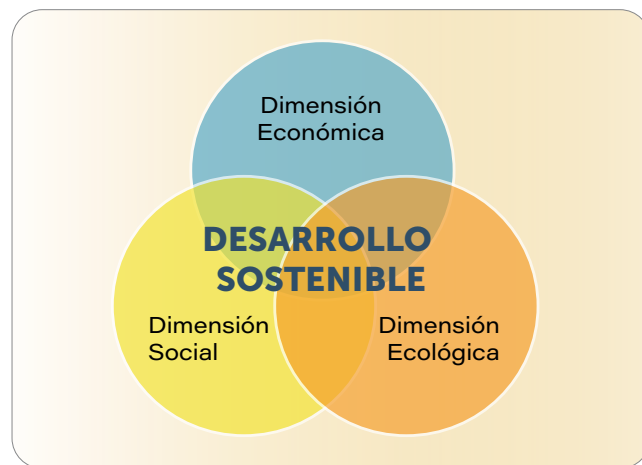 Dimensión
Económica
DESARROLLO
SOSTENIBLE
Dimensión
Social
Dimensión
Ecológica